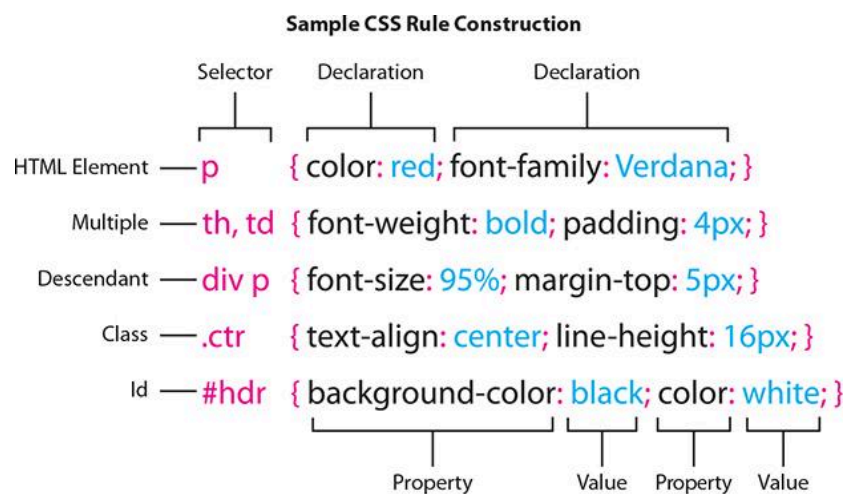 Sample CSS Rule Construction
Selector Declaration Declaration
HTML Element p { color: red; font-family: Verdana; }
Multiple th, td { font-weight: bold; padding: 4px; }
Descendant div p { font-size: 95%; margin-top: 5px; }
Class .ctr { text-align: center; line-height: 16px; }
Id #hdr { background-color: black; color: white; }
Property Value Property Value